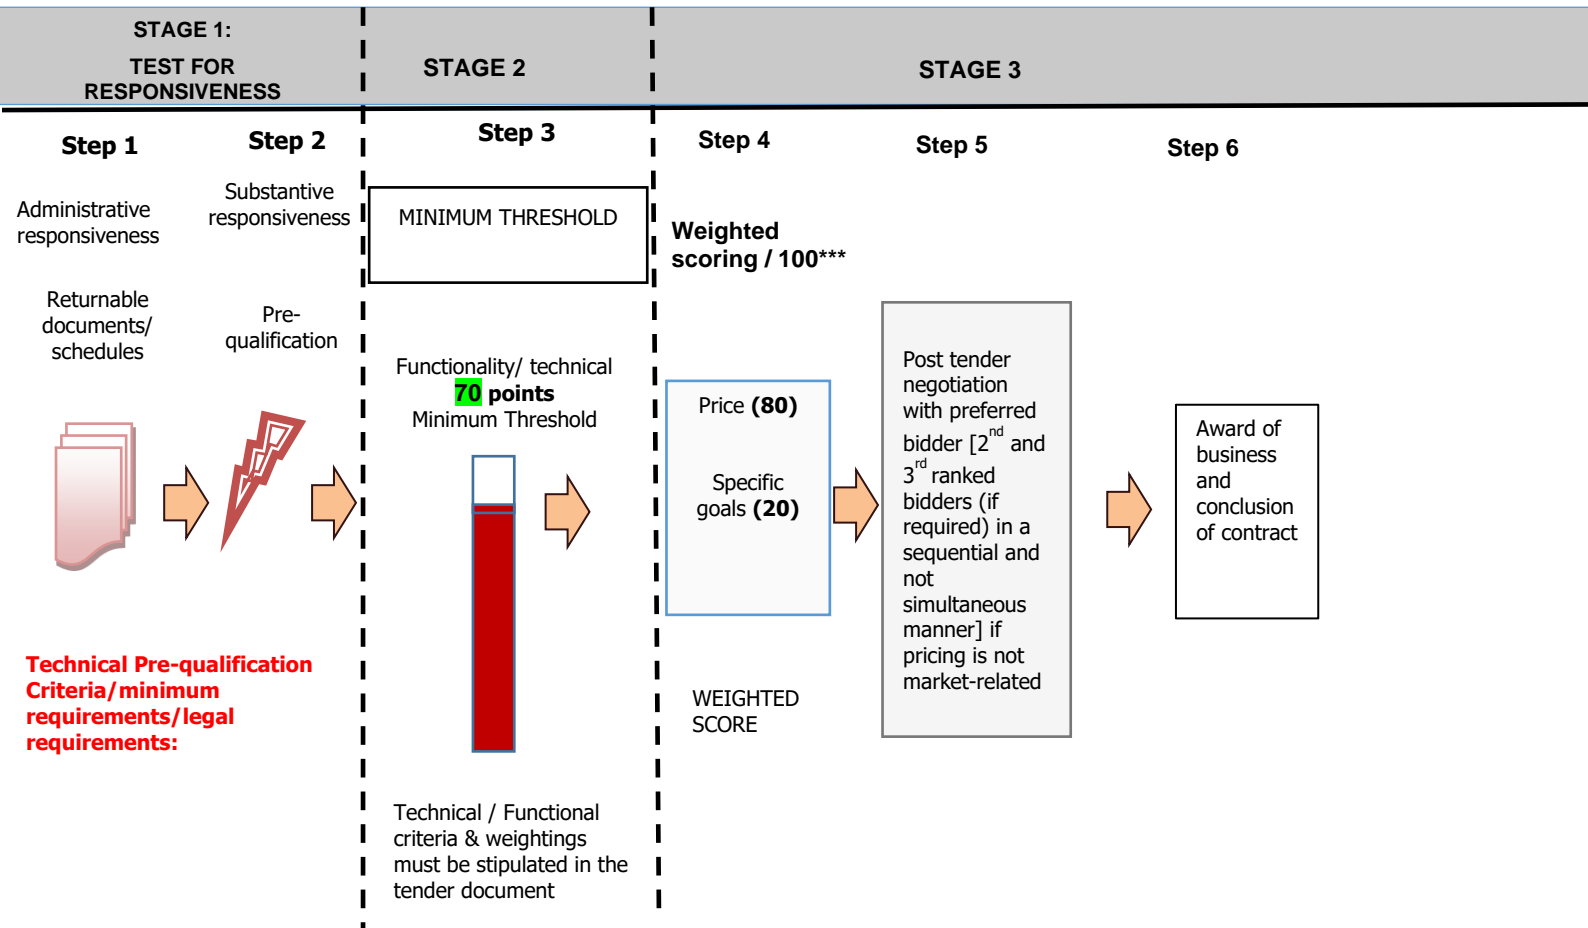 STAGE 1:
TEST FOR
RESPONSIVENESS
STAGE 2
STAGE 3
Step 1
Step 2
Step 3
Step 4
Step 5
Step 6
Administrative
responsiveness
Substantive
responsiveness
MINIMUM THRESHOLD
Weighted
scoring / 100***
Returnable
documents/
schedules
Pre-
qualification
Functionality/ technical
70 points
Minimum Threshold
Price (80)
Specific
goals (20)
Post tender
negotiation
with preferred
bidder [2nd and
3rd ranked
bidders (if
required) in a
sequential and
not
simultaneous
manner] if
pricing is not
market-related
Award of
business
and
conclusion
of contract
Technical Pre-qualification
Criteria/minimum
requirements/legal
requirements:
WEIGHTED
SCORE
Technical / Functional
criteria & weightings
must be stipulated in the
tender document